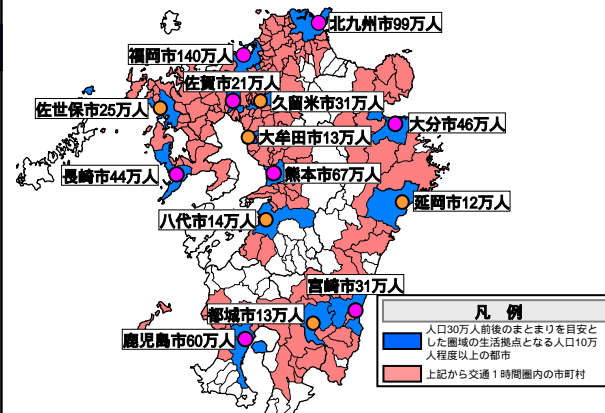 北九州市99万人
福岡市140万人
佐賀市21万人
佐世保市25万人
久留米市31万人
大分市46万人
大牟田市13万人
長崎市44万人
熊本市67万人
延岡市12万人
八代市14万人
宮崎市31万人
都城市13万人
鹿児島市60万人
凡 例
人口30万人前後のまとまりを目安と
した圏域の生活拠点となる人口10万
人程度以上の都市
上記から交通１時間圏内の市町村